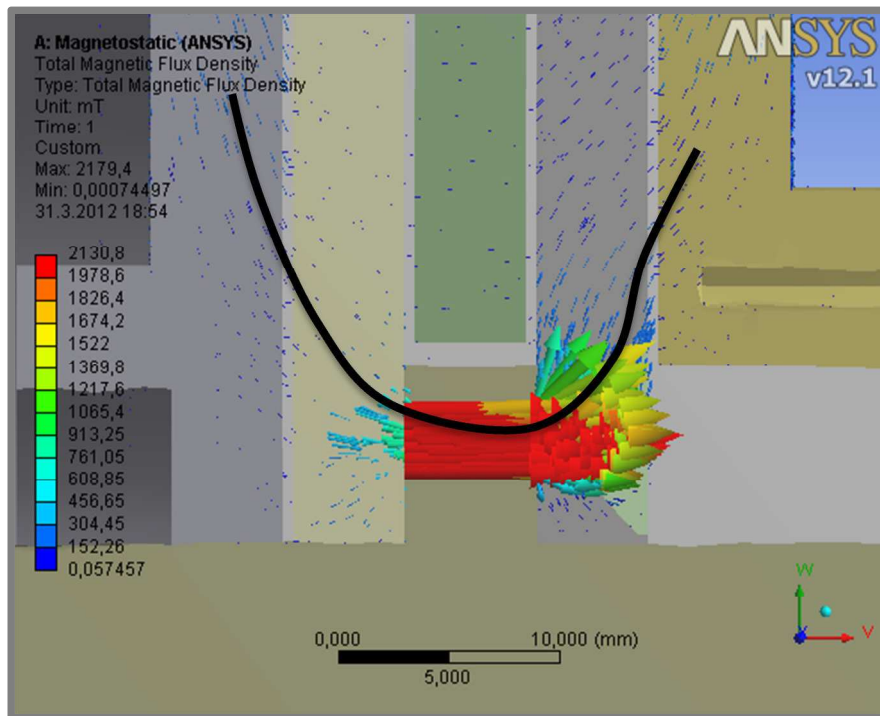 A: Magnetostatic (ANSYS)
Total Magnetic Flux Density
Type: Total Magnetic Flux Density
Unit: mT
Time: 1
Custom
Max: 2179,4
Min: 0,00074497
31.3.2012 18:54
ANSYS
v12.1
2130,8
1978,6
1826,4
1674,2
1522
1369,8
1217,6
1065,4
913,25
761,05
608,85
456,65
304,45
152,26
0,057457
0,000
10,000 (mm)
5,000
W
V